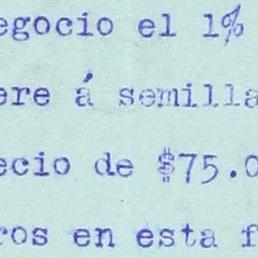 egocio el 1%
ere á semilla
ecio de $75.0
ros en esta f